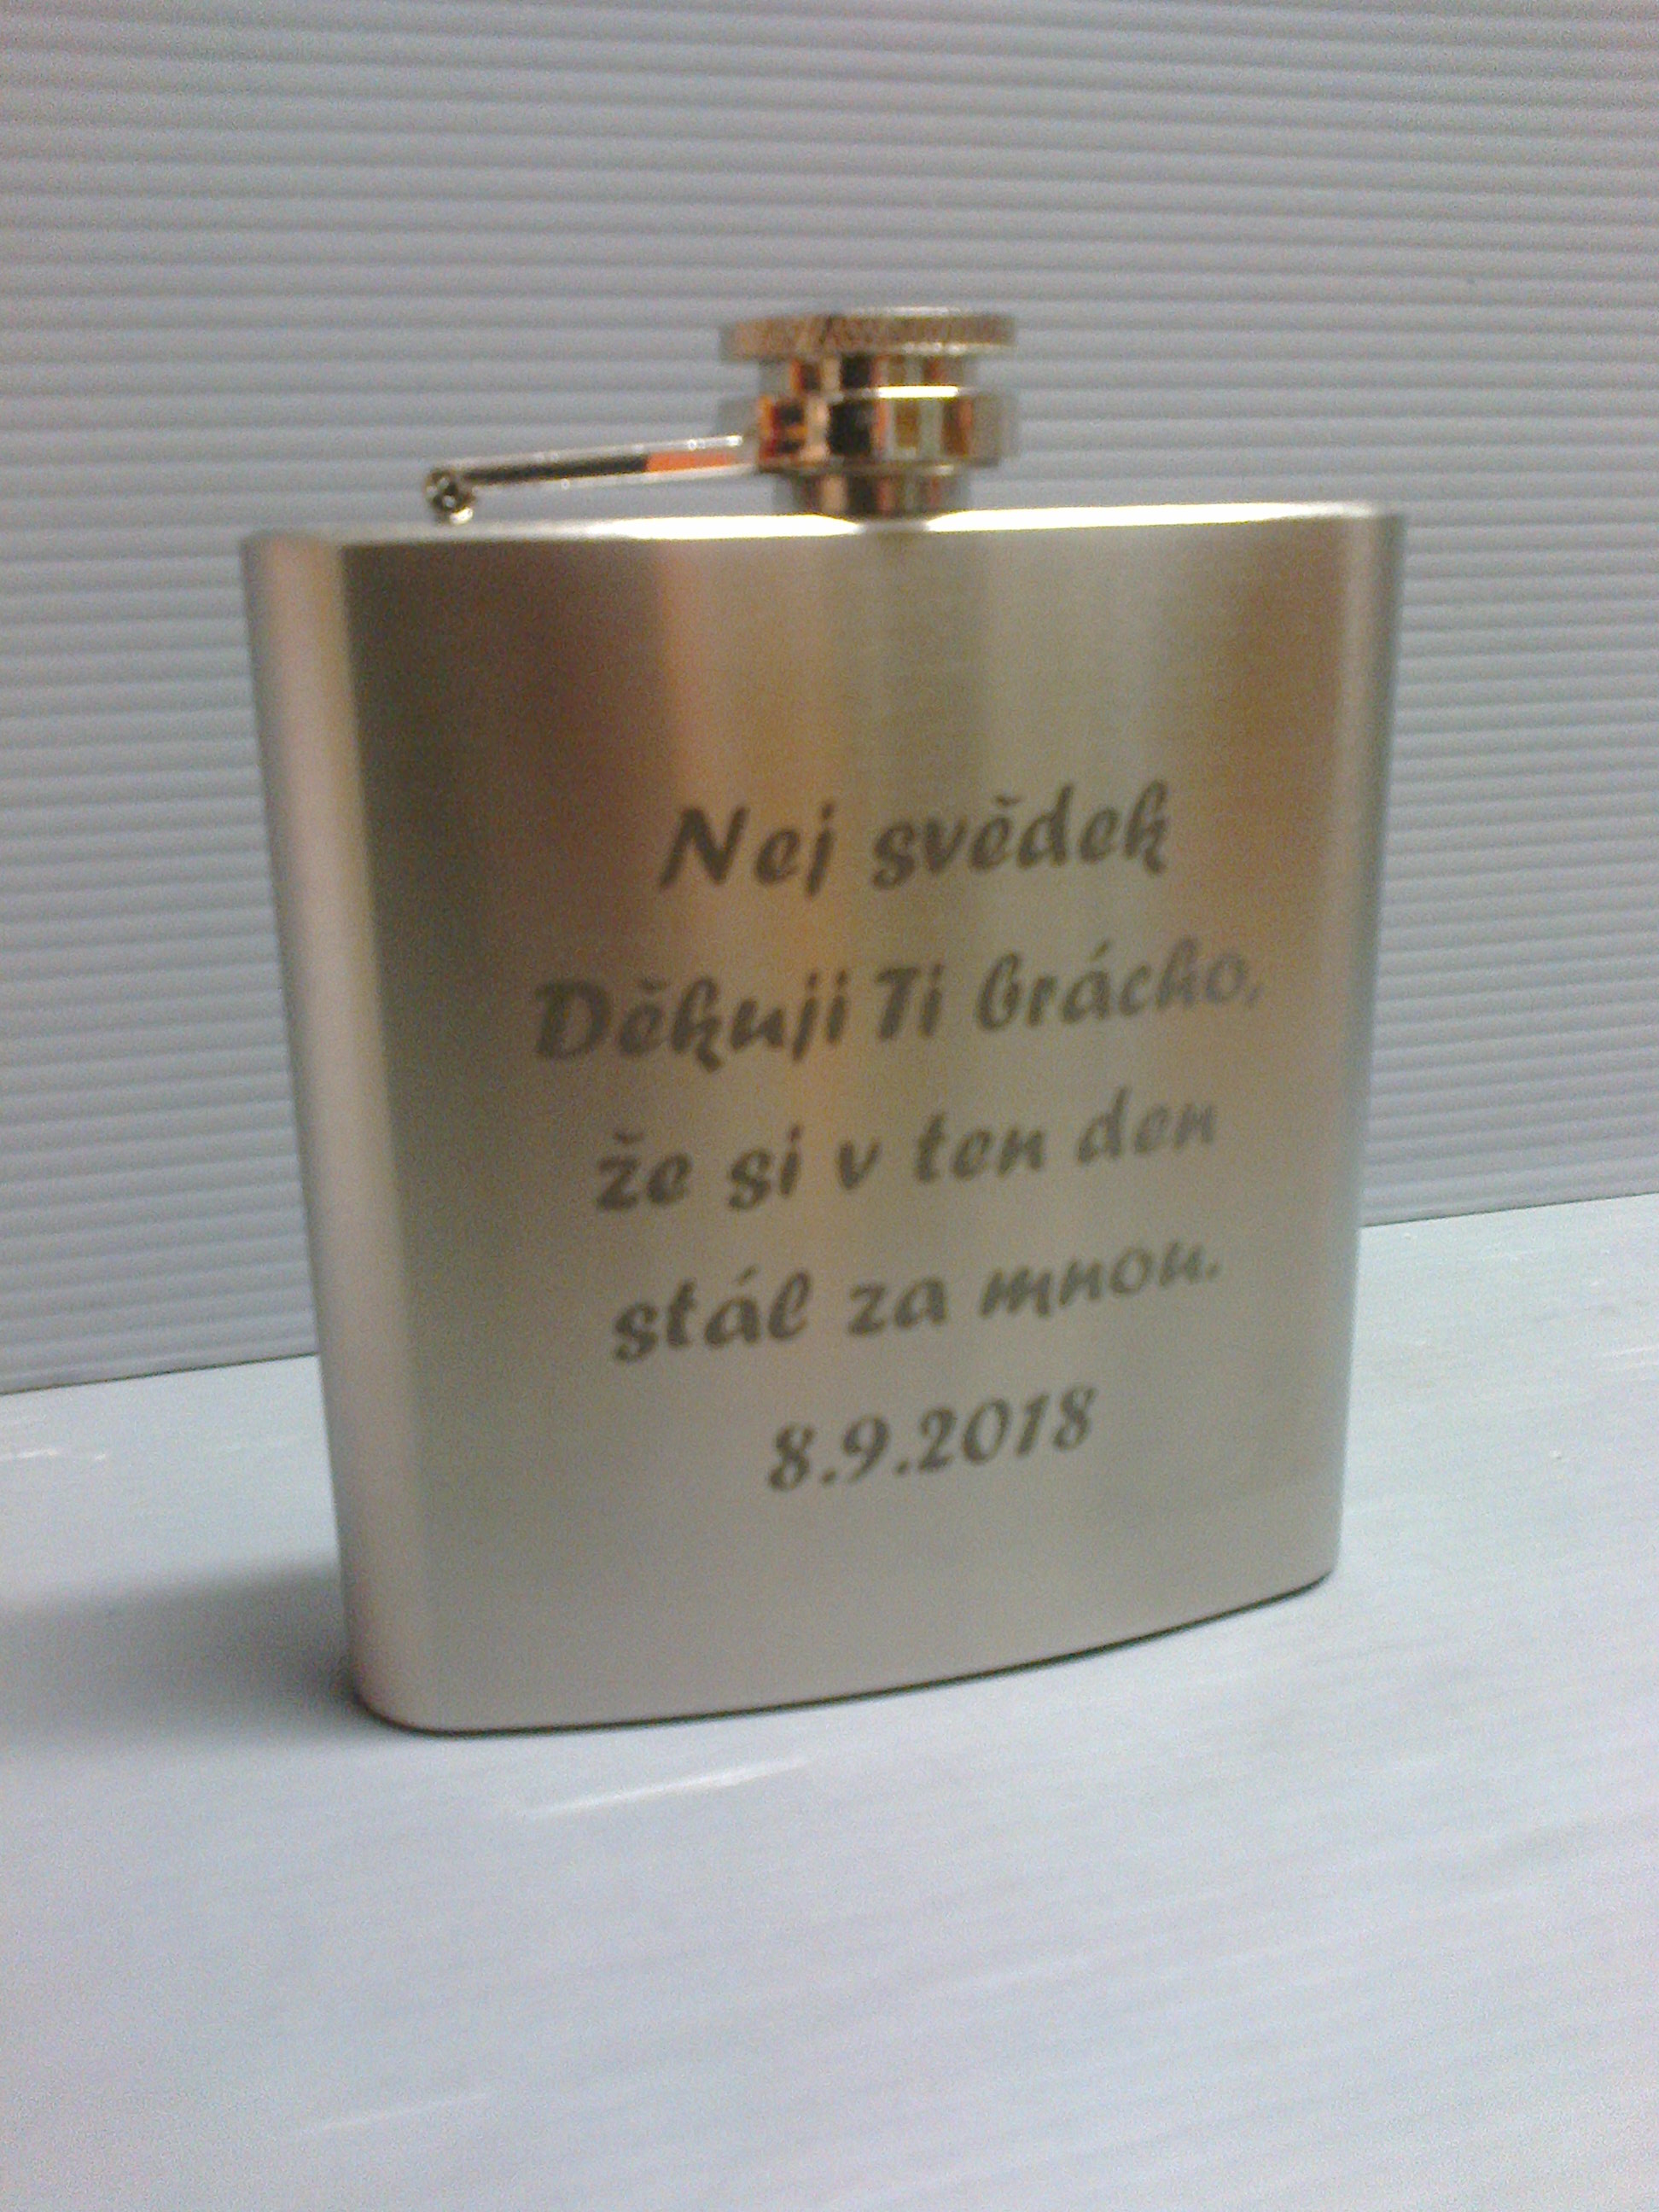 Nej svědek
Děkuji Ti brácho,
že si v ten den
stál za mnou.
8.9.2018